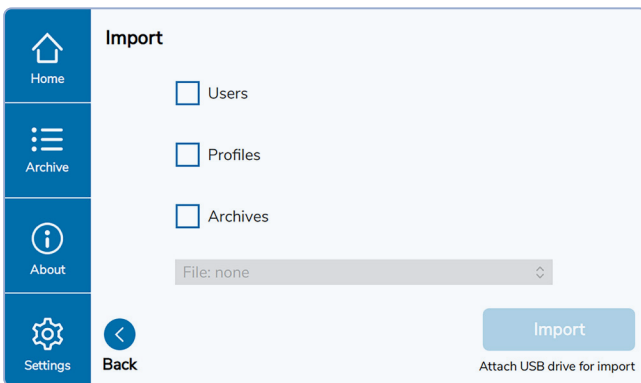 Import
Home
Users
Profiles
Archive
Archives
About
File: none
Import
Settings
Back
Attach USB drive for import